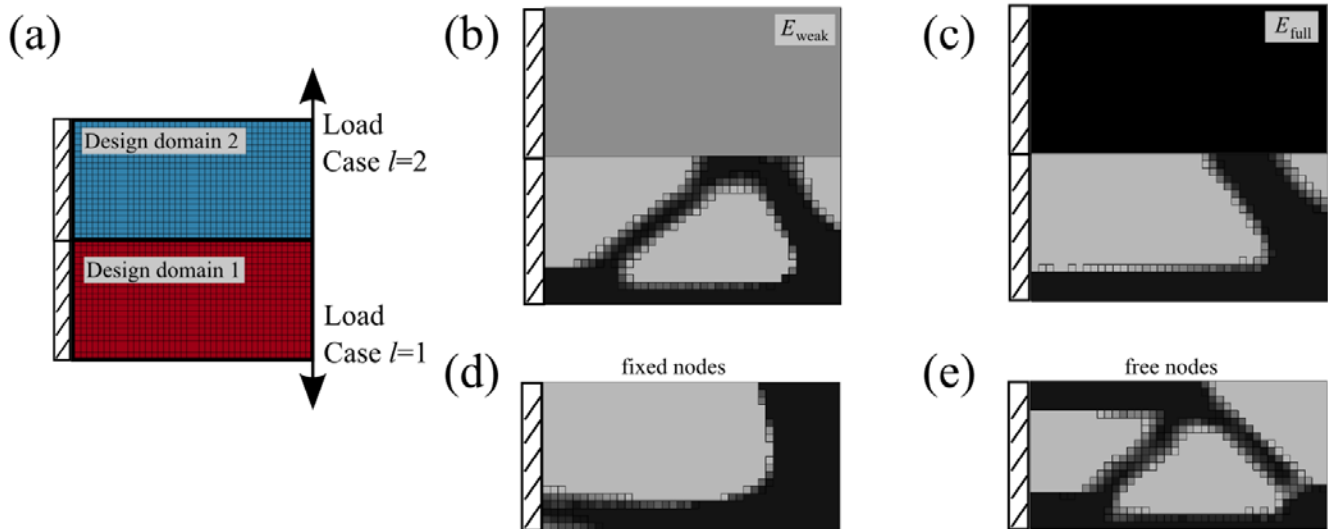 (a)
Design domain 2
Load
Case l=2
Design domain 1
Load
Case l=1
(b)
E_weak
(c)
E_full
(d)
fixed nodes
(e)
free nodes